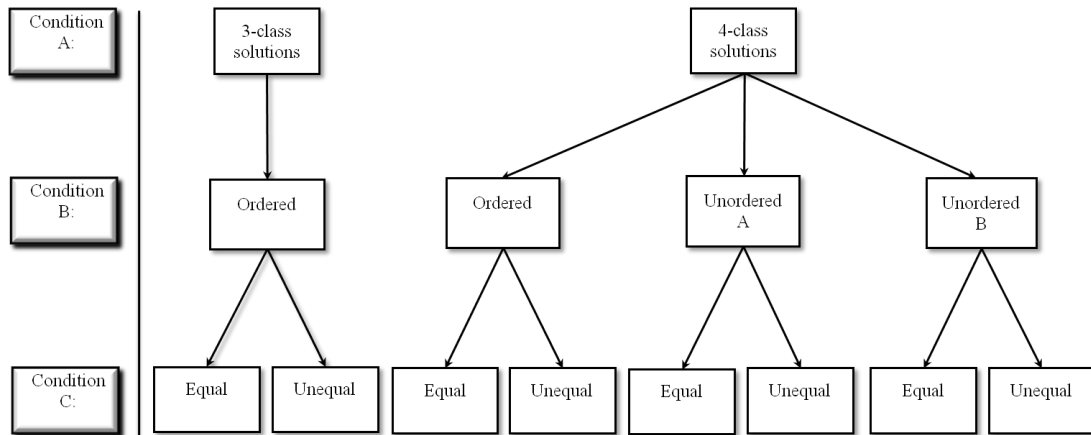 Condition
A:
3-class
solutions
4-class
solutions
Condition
B:
Ordered
Ordered
Unordered
A
Unordered
B
Condition
C:
Equal
Unequal
Equal
Unequal
Equal
Unequal
Equal
Unequal